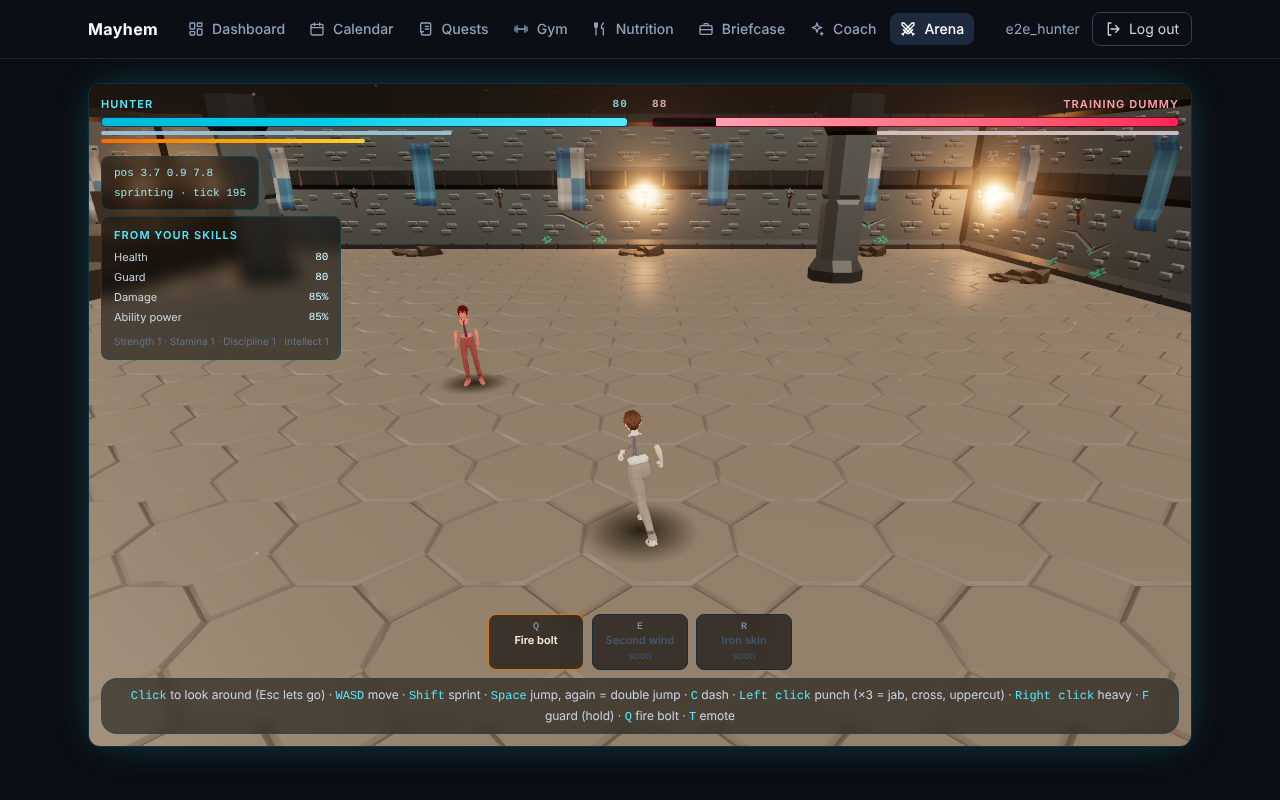 Mayhem
Dashboard
Calendar
Quests
Gym
Nutrition
Briefcase
Coach
Arena
e2e_hunter
Log out
HUNTER 80
88 TRAINING DUMMY
pos 3.7 0.9 7.8
sprinting · tick 195
FROM YOUR SKILLS
Health 80
Guard 80
Damage 85%
Ability power 85%
Strength 1 · Stamina 1 · Discipline 1 · Intellect 1
Q
Fire bolt
E
Second wind
soon
R
Iron skin
soon
Click to look around (Esc lets go) · WASD move · Shift sprint · Space jump, again = double jump · C dash · Left click punch (×3 = jab, cross, uppercut) · Right click heavy · F
guard (hold) · Q fire bolt · T emote